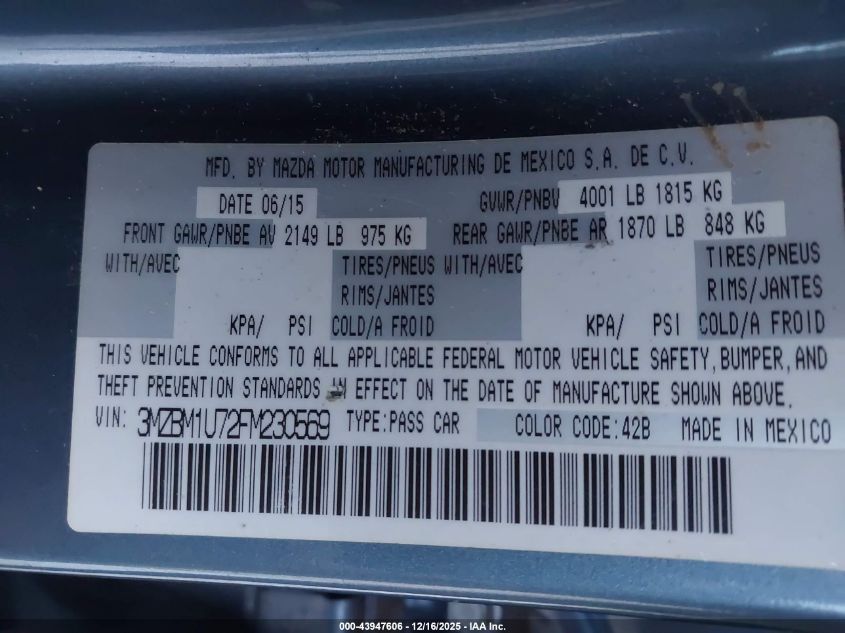 MFD. BY MAZDA MOTOR MANUFACTURING DE MEXICO S.A. DE C.V.
DATE 06/15 GVWR/PNBV 4001 LB 1815 KG
FRONT GAWR/PNBE AV 2149 LB 975 KG REAR GAWR/PNBE AR 1870 LB 848 KG
WITH/AVEC TIRES/PNEUS WITH/AVEC TIRES/PNEUS
RIMS/JANTES RIMS/JANTES
KPA/ PSI COLD/A FROID KPA/ PSI COLD/A FROID
THIS VEHICLE CONFORMS TO ALL APPLICABLE FEDERAL MOTOR VEHICLE SAFETY, BUMPER, AND
THEFT PREVENTION STANDARDS IN EFFECT ON THE DATE OF MANUFACTURE SHOWN ABOVE.
VIN: 3MZBM1U72FM230569 TYPE:PASS CAR COLOR CODE:42B MADE IN MEXICO
000-43947606 - 12/16/2025 - IAA Inc.